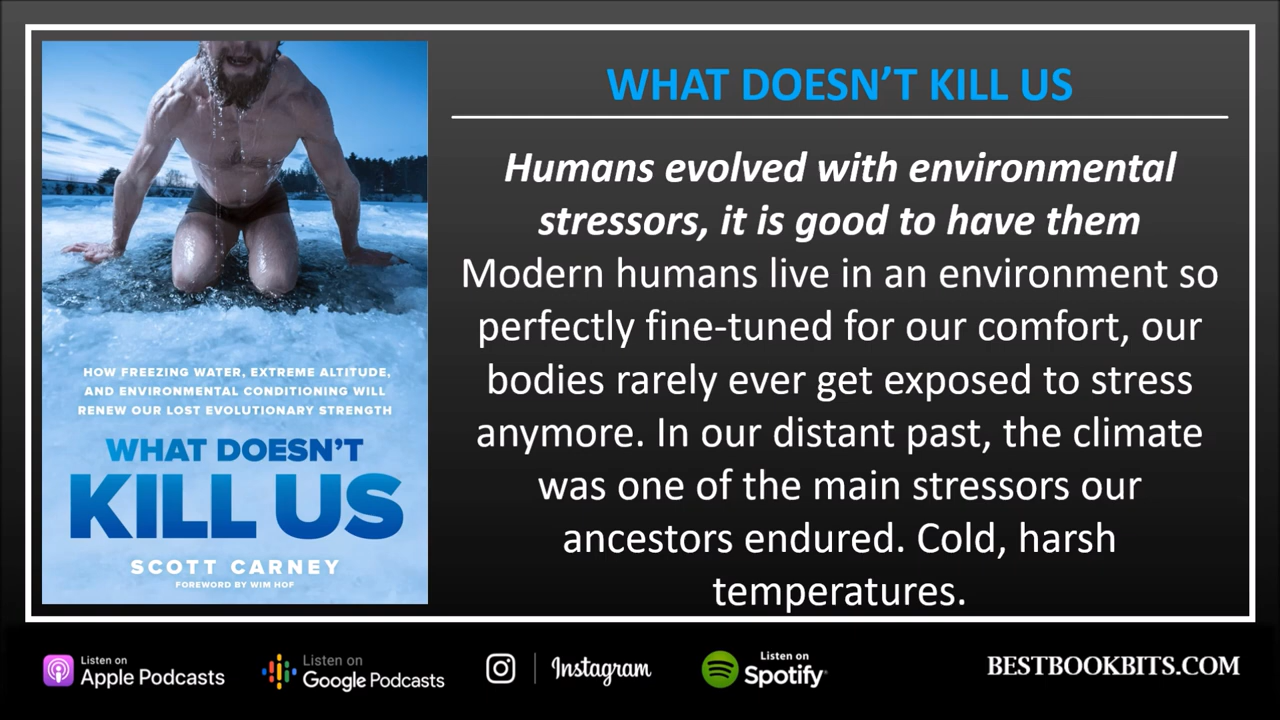 HOW FREEZING WATER, EXTREME ALTITUDE,
AND ENVIRONMENTAL CONDITIONING WILL
RENEW OUR LOST EVOLUTIONARY STRENGTH
WHAT DOESN'T
KILL US
SCOTT CARNEY
FOREWORD BY WIM HOF
WHAT DOESN’T KILL US
Humans evolved with environmental
stressors, it is good to have them
Modern humans live in an environment so
perfectly fine-tuned for our comfort, our
bodies rarely ever get exposed to stress
anymore. In our distant past, the climate
was one of the main stressors our
ancestors endured. Cold, harsh
temperatures.
Listen on
Apple Podcasts
Listen on
Google Podcasts
Instagram
Listen on
Spotify
BESTBOOKBITS.COM